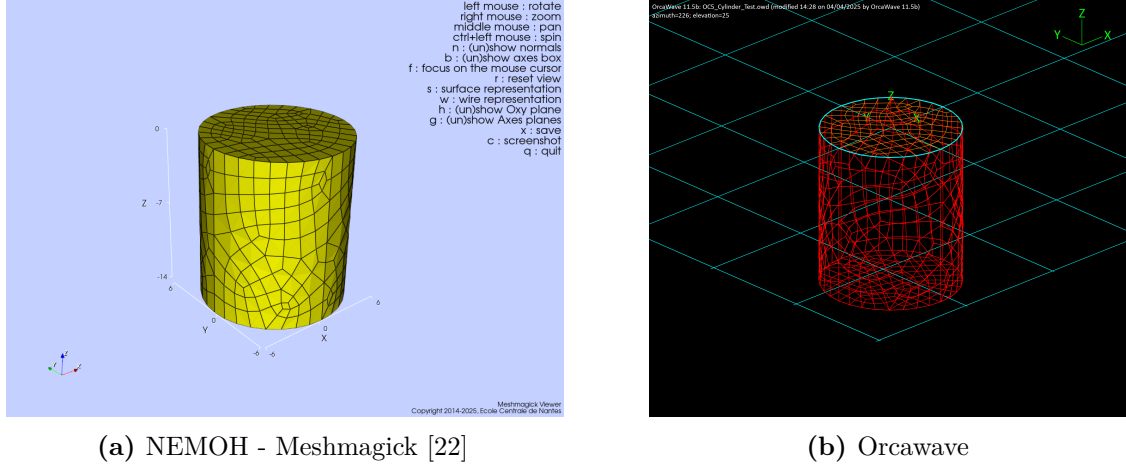 left mouse : rotate
right mouse : zoom
middle mouse : pan
ctrl+left mouse : spin
n : (un)show normals
b : (un)show axes box
f : focus on the mouse cursor
r : reset view
s : surface representation
w : wire representation
h : (un)show Oxy plane
g : (un)show Axes planes
x : save
c : screenshot
q : quit
0
Z
-7
-14
6
Y
0
-6
-6
X
0
6
Z
Y
X
Meshmagick Viewer
Copyright 2014-2025, Ecole Centrale de Nantes
OrcaWave 11.5b: OC5_Cylinder_Test.owd (modified 14:28 on 04/04/2025 by OrcaWave 11.5b)
azimuth=226; elevation=25
Z
Y
X
Z
Y
X
(a) NEMOH - Meshmagick [22]
(b) Orcawave